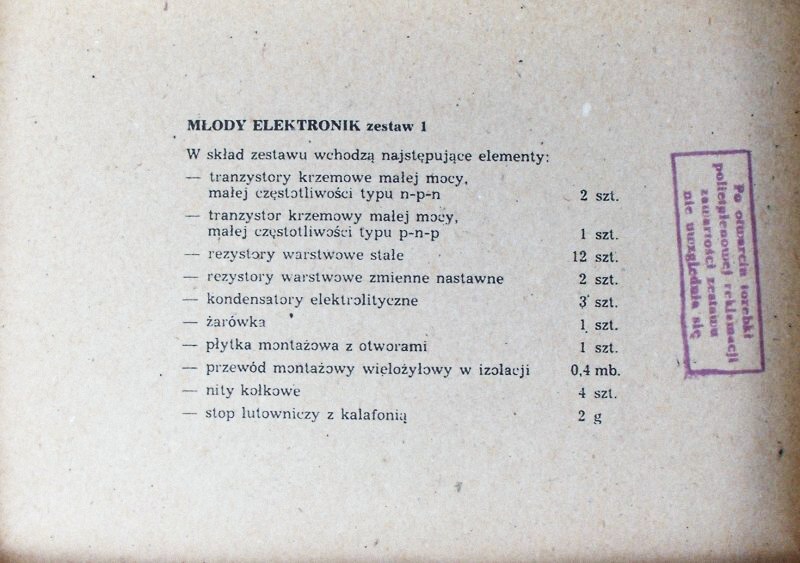 MŁODY ELEKTRONIK zestaw 1
W skład zestawu wchodzą najstępujące elementy:
— tranzystory krzemowe małej mocy,
małej częstotliwości typu n-p-n 2 szt.
— tranzystor krzemowy małej mocy,
małej częstotliwości typu p-n-p 1 szt.
— rezystory warstwowe stałe 12 szt.
— rezystory warstwowe zmienne nastawne 2 szt.
— kondensatory elektrolityczne 3 szt.
— żarówka 1 szt.
— płytka montażowa z otworami 1 szt.
— przewód montażowy wielożyłowy w izolacji 0,4 mb.
— nity kołkowe 4 szt.
— stop lutowniczy z kalafonią 2 g
Po otwarciu torebki
polietylenowej reklamacji
zawartości zestawu
nie uwzględnia się